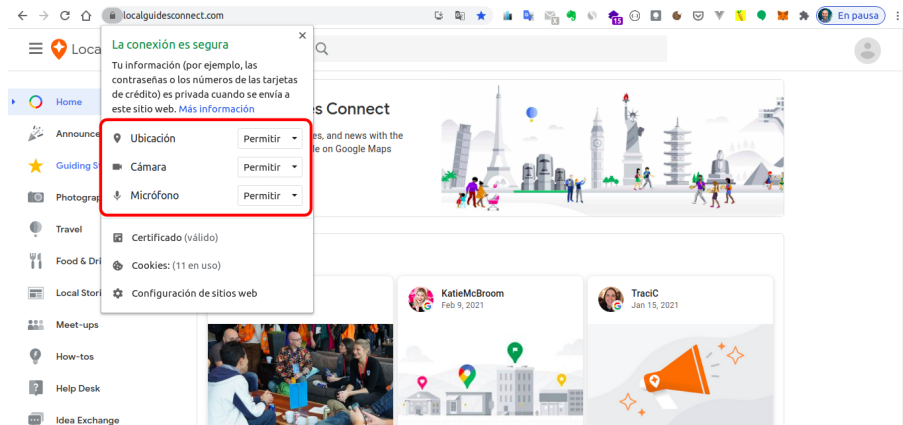 localguidesconnect.com
15
En pausa
Loca
La conexión es segura
Tu información (por ejemplo, las
contraseñas o los números de las tarjetas
de crédito) es privada cuando se envía a
este sitio web. Más información
Ubicación Permitir
Cámara Permitir
Micrófono Permitir
Certificado (válido)
Cookies: (11 en uso)
Configuración de sitios web
Home
Announce
Guiding S
Photograp
Travel
Food & Dri
Local Stori
Meet-ups
How-tos
Help Desk
Idea Exchange
es Connect
es, and news with the
le on Google Maps
KatieMcBroom
Feb 9, 2021
TraciC
Jan 15, 2021